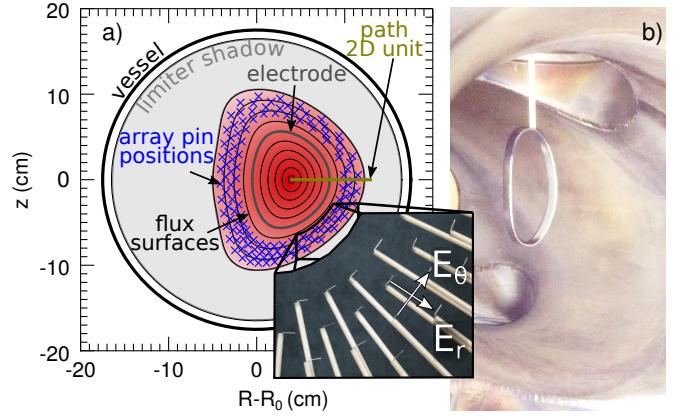 a)
path
2D unit
vessel
limiter shadow
electrode
array pin
positions
flux
surfaces
E_θ
E_r
20
10
0
-10
-20
z (cm)
-20
-10
0
10
R-R₀ (cm)
b)